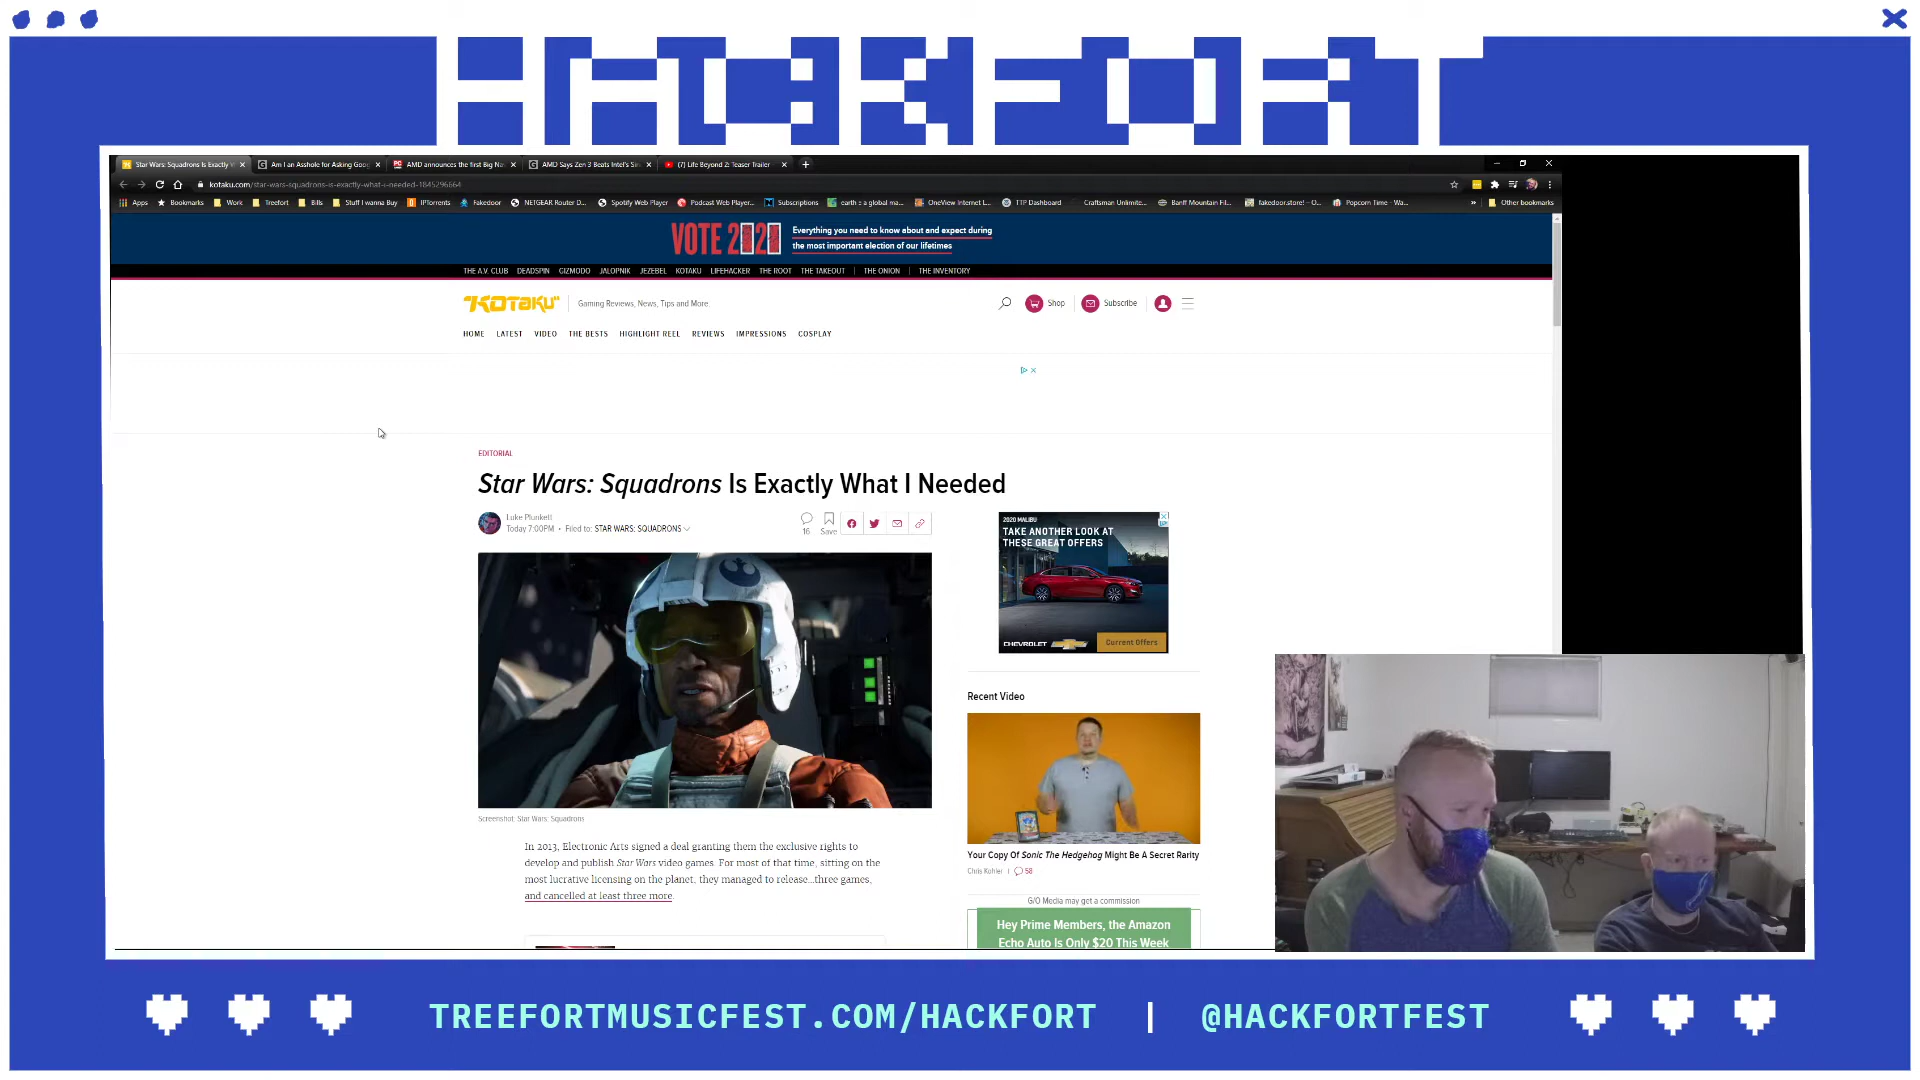 HACKFORT
Star Wars: Squadrons Is Exactly W
Am I an Asshole for Asking Goog
AMD announces the first Big Na
AMD Says Zen 3 Beats Intel's Sin
(7) Life Beyond 2: Teaser Trailer
kotaku.com/star-wars-squadrons-is-exactly-what-i-needed-1845296664
Apps Bookmarks Work Treefort Bills Stuff I wanna Buy IPTorrents Fakedoor NETGEAR Router D... Spotify Web Player Podcast Web Player... Subscriptions earth :: a global ma... OneView Internet L... TTP Dashboard Craftsman Unlimite... Banff Mountain Fil... fakedoor.store! – O... Popcorn Time - Wa... » Other bookmarks
VOTE 2020
Everything you need to know about and expect during
the most important election of our lifetimes
THE A.V. CLUB DEADSPIN GIZMODO JALOPNIK JEZEBEL KOTAKU LIFEHACKER THE ROOT THE TAKEOUT THE ONION THE INVENTORY
KOTAKU
Gaming Reviews, News, Tips and More.
Shop
Subscribe
HOME LATEST VIDEO THE BESTS HIGHLIGHT REEL REVIEWS IMPRESSIONS COSPLAY
EDITORIAL
Star Wars: Squadrons Is Exactly What I Needed
Luke Plunkett
Today 7:00PM • Filed to: STAR WARS: SQUADRONS
16
Save
2020 MALIBU
TAKE ANOTHER LOOK AT
THESE GREAT OFFERS
CHEVROLET
Current Offers
Screenshot: Star Wars: Squadrons
In 2013, Electronic Arts signed a deal granting them the exclusive rights to
develop and publish Star Wars video games. For most of that time, sitting on the
most lucrative licensing on the planet, they managed to release...three games,
and cancelled at least three more.
Recent Video
Your Copy Of Sonic The Hedgehog Might Be A Secret Rarity
Chris Kohler | 58
G/O Media may get a commission
Hey Prime Members, the Amazon
Echo Auto Is Only $20 This Week
TREEFORTMUSICFEST.COM/HACKFORT | @HACKFORTFEST